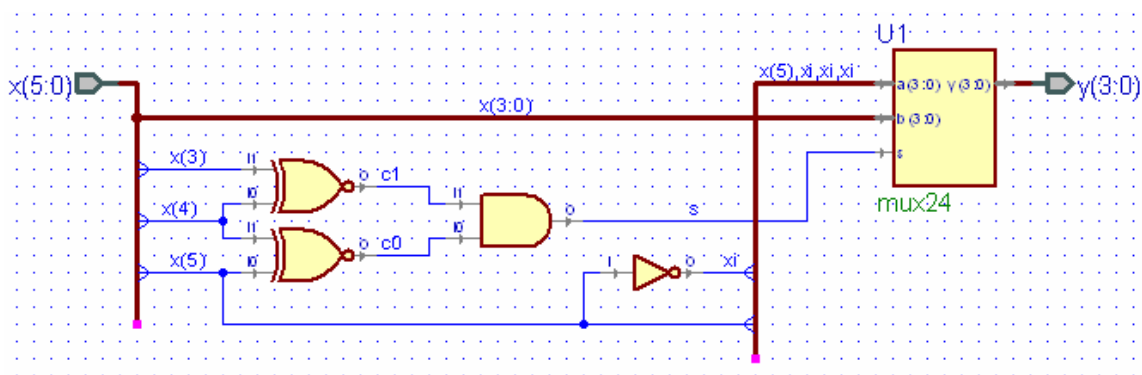 U1
x(5:0)
x(5),xi,xi,xi
a(3:0) y(3:0)
y(3:0)
x(3:0)
b(3:0)
x(3)
I1
O
c1
s
I0
x(4)
I1
I1
O
s
mux24
I0
x(5)
I0
O
c0
I
O
xi